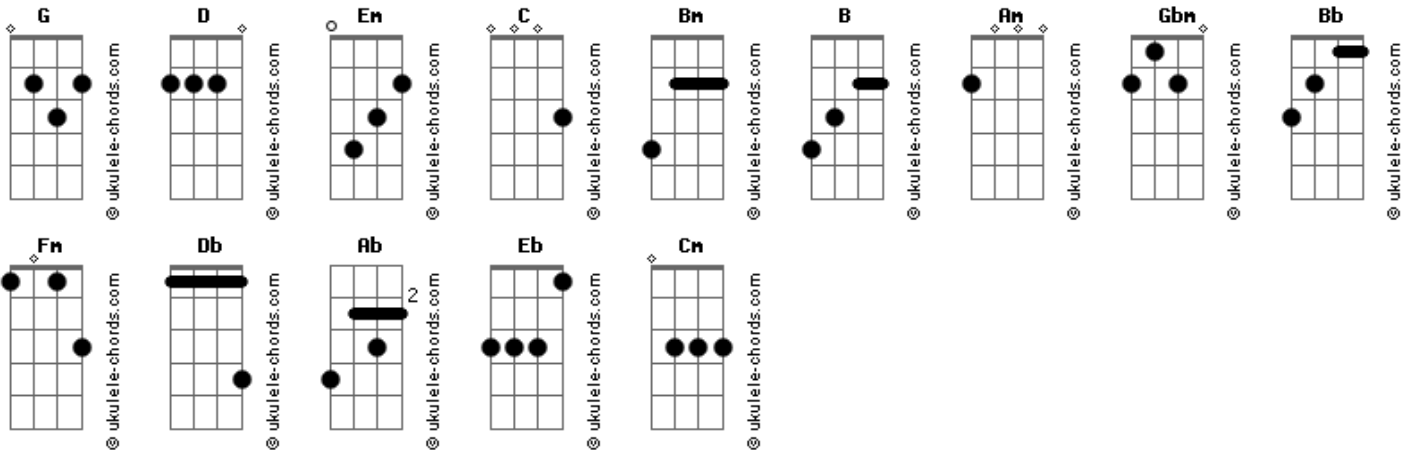 G D Em C Bm B Am Gbm Bb
© ukulele-chords.com © ukulele-chords.com © ukulele-chords.com © ukulele-chords.com © ukulele-chords.com © ukulele-chords.com © ukulele-chords.com © ukulele-chords.com © ukulele-chords.com
Fm Db Ab Eb Cm
2
© ukulele-chords.com © ukulele-chords.com © ukulele-chords.com © ukulele-chords.com © ukulele-chords.com